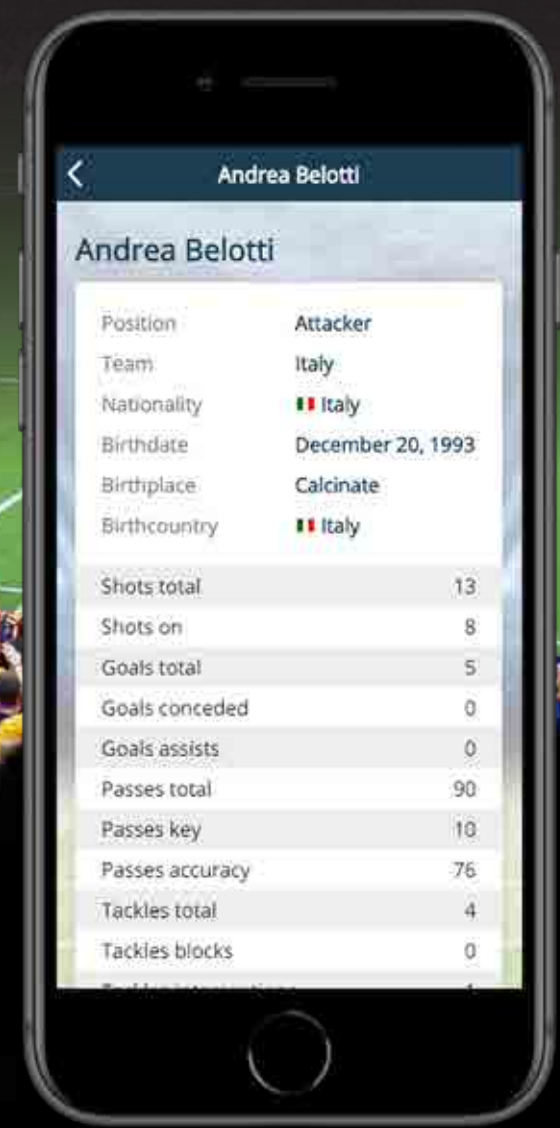 Andrea Belotti
Andrea Belotti
Position Attacker
Team Italy
Nationality Italy
Birthdate December 20, 1993
Birthplace Calcinate
Birthcountry Italy
Shots total 13
Shots on 8
Goals total 5
Goals conceded 0
Goals assists 0
Passes total 90
Passes key 10
Passes accuracy 76
Tackles total 4
Tackles blocks 0